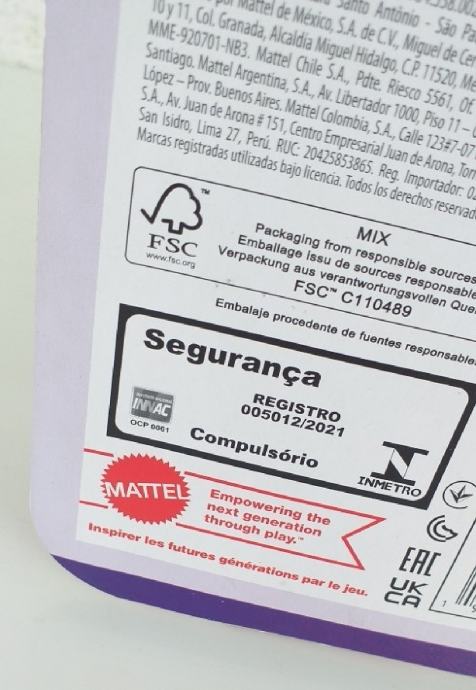 Santo Antônio - São Pa
por Mattel de México, S.A. de C.V., Miguel de Cer
10 y 11, Col. Granada, Alcaldía Miguel Hidalgo, C.P. 11520, M
MME-920701-NB3. Mattel Chile S.A., Pdte. Riesco 5561, O
Santiago. Mattel Argentina, S.A., Av. Libertador 1000, Piso 11 -
López – Prov. Buenos Aires. Mattel Colombia, S.A., Calle 123#7-07
S.A., Av. Juan de Arona # 151, Centro Empresarial Juan de Arona, Torr
San Isidro, Lima 27, Perú. RUC: 20425853865. Reg. Importador: 02
Marcas registradas utilizadas bajo licencia. Todos los derechos reservad
FSC
www.fsc.org
MIX
Packaging from responsible sources
Emballage issu de sources responsable
Verpackung aus verantwortungsvollen Que
FSC™ C110489
Embalaje procedente de fuentes responsable
Segurança
INNAC
OCP 0061
REGISTRO
005012/2021
Compulsório
INMETRO
MATTEL
Empowering the
next generation
through play.™
Inspirer les futures générations par le jeu.
EAC
UK
CA